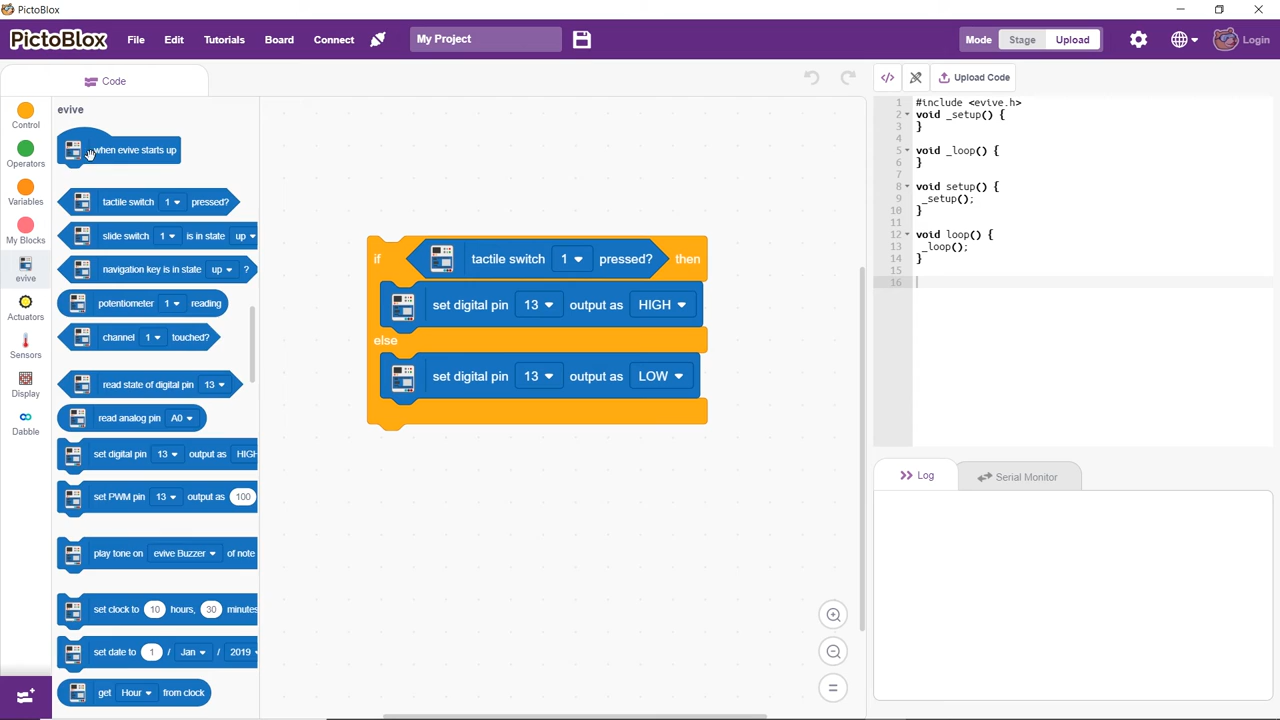 PictoBlox
PictoBlox File Edit Tutorials Board Connect My Project Mode Stage Upload Login
Code
Upload Code
evive
Control
Operators
Variables
My Blocks
evive
Actuators
Sensors
Display
Dabble
when evive starts up
tactile switch 1 pressed?
slide switch 1 is in state up
navigation key is in state up ?
potentiometer 1 reading
channel 1 touched?
read state of digital pin 13
read analog pin A0
set digital pin 13 output as HIGH
set PWM pin 13 output as 100
play tone on evive Buzzer of note
set clock to 10 hours, 30 minutes
set date to 1 / Jan / 2019
get Hour from clock
if tactile switch 1 pressed? then
set digital pin 13 output as HIGH
else
set digital pin 13 output as LOW
1 #include <evive.h>
2 void _setup() {
3 }
4
5 void _loop() {
6 }
7
8 void setup() {
9 _setup();
10 }
11
12 void loop() {
13 _loop();
14 }
15
16
Log Serial Monitor